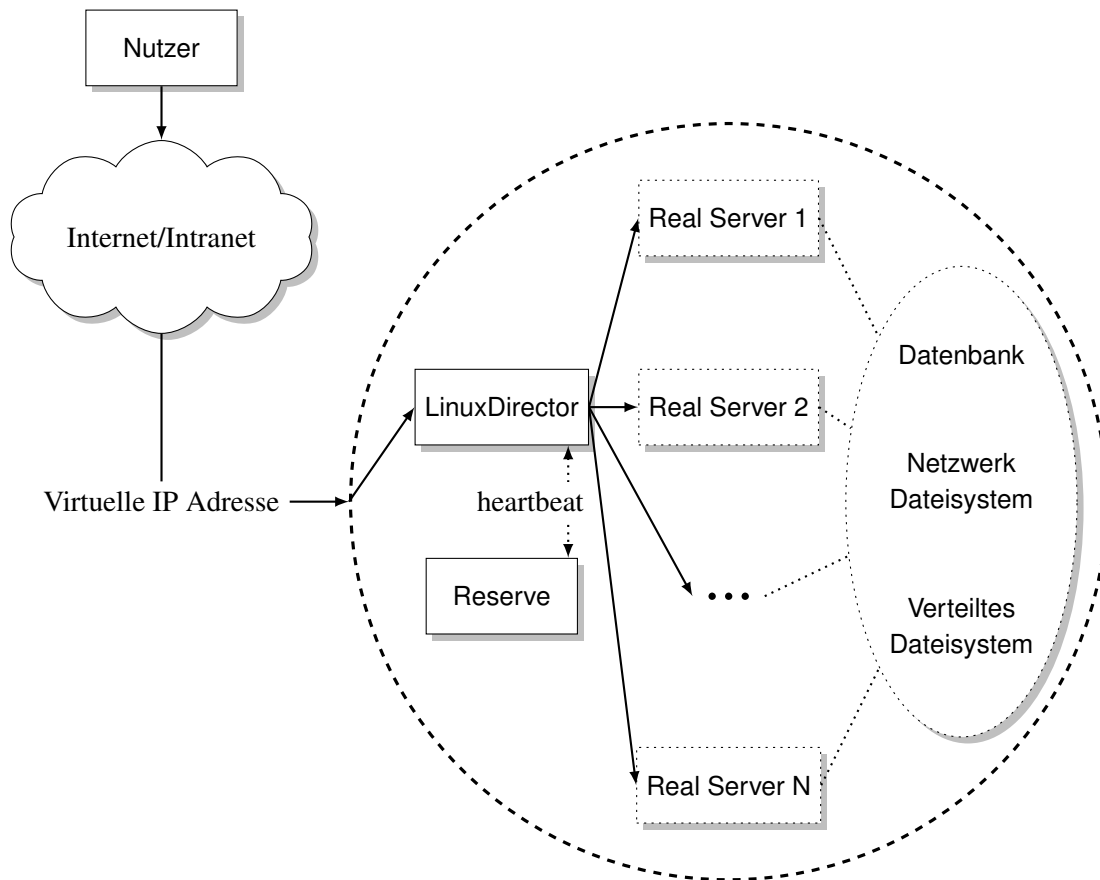 Nutzer
Internet/Intranet
Virtuelle IP Adresse
LinuxDirector
heartbeat
Reserve
Real Server 1
Real Server 2
•••
Real Server N
Datenbank
Netzwerk
Dateisystem
Verteiltes
Dateisystem